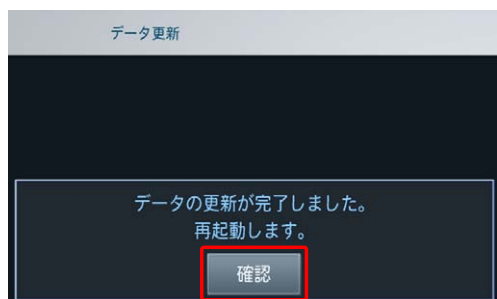 データ更新
データの更新が完了しました。
再起動します。
確認